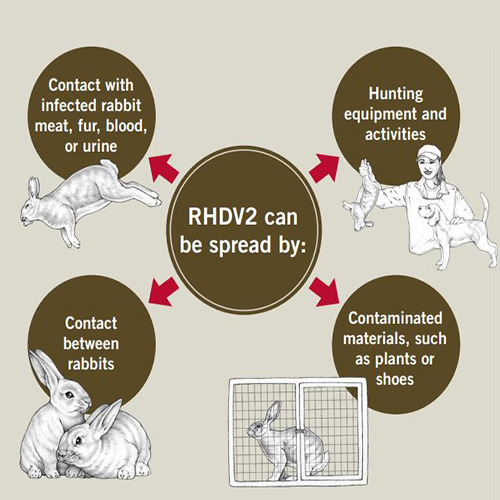 Contact with
infected rabbit
meat, fur, blood,
or urine
Hunting
equipment and
activities
RHDV2 can
be spread by:
Contact
between
rabbits
Contaminated
materials, such
as plants or
shoes